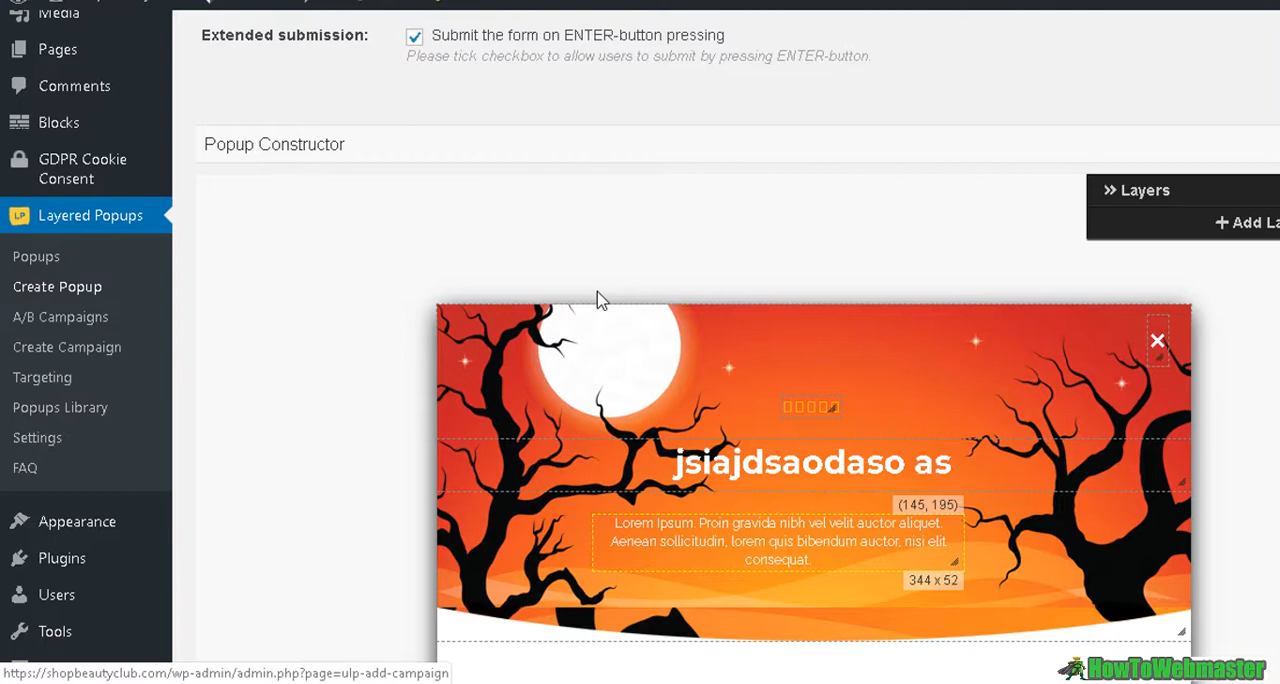 Media
Pages
Comments
Blocks
GDPR Cookie
Consent
LP Layered Popups
Popups
Create Popup
A/B Campaigns
Create Campaign
Targeting
Popups Library
Settings
FAQ
Appearance
Plugins
Users
Tools
Extended submission:
Submit the form on ENTER-button pressing
Please tick checkbox to allow users to submit by pressing ENTER-button.
Popup Constructor
Layers
Add La
jsiajdsaodaso as
(145, 195)
Lorem Ipsum. Proin gravida nibh vel velit auctor aliquet.
Aenean sollicitudin, lorem quis bibendum auctor, nisi elit
consequat.
344 x 52
https://shopbeautyclub.com/wp-admin/admin.php?page=ulp-add-campaign
HowToWebmaster